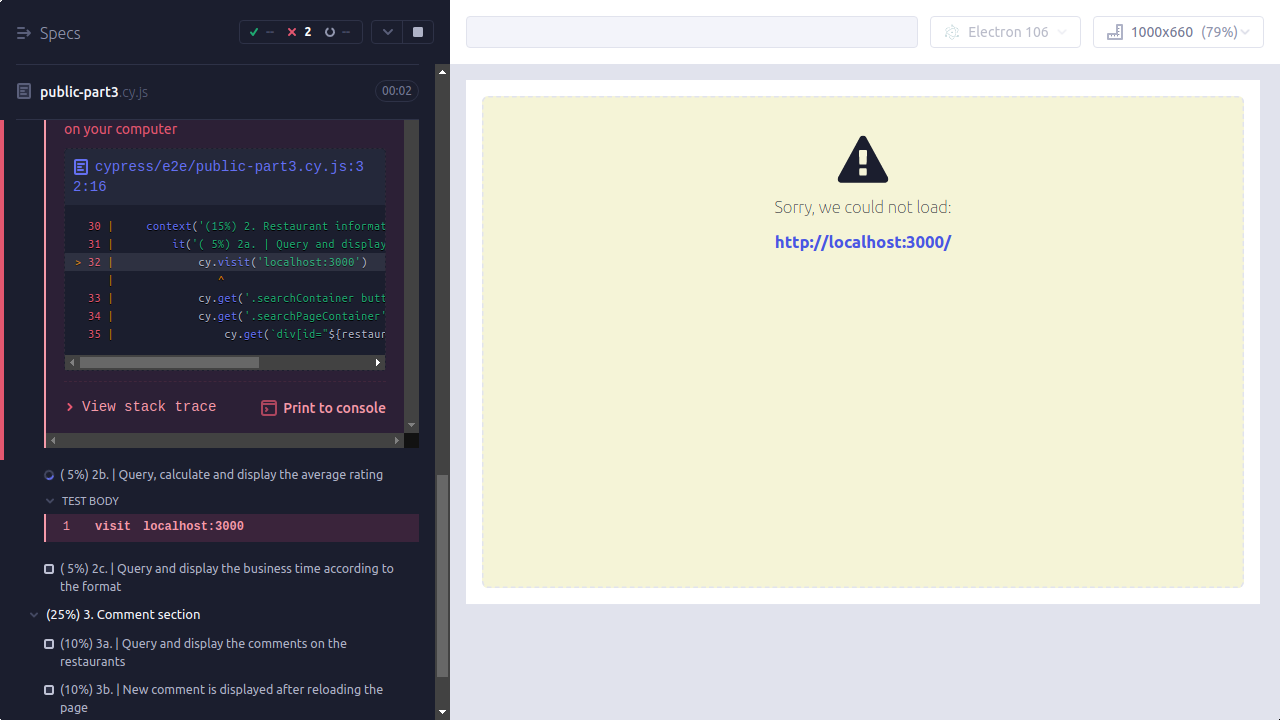 Specs
--
2
--
Electron 106
1000x660 (79%)
public-part3.cy.js
00:02
on your computer
cypress/e2e/public-part3.cy.js:3
2:16
30 | context('(15%) 2. Restaurant informat
31 | it('( 5%) 2a. | Query and display
> 32 | cy.visit('localhost:3000')
| ^
33 | cy.get('.searchContainer butt
34 | cy.get('.searchPageContainer'
35 | cy.get(`div[id="${restaur
View stack trace
Print to console
( 5%) 2b. | Query, calculate and display the average rating
TEST BODY
1 visit localhost:3000
( 5%) 2c. | Query and display the business time according to
the format
(25%) 3. Comment section
(10%) 3a. | Query and display the comments on the
restaurants
(10%) 3b. | New comment is displayed after reloading the
page
Sorry, we could not load:
http://localhost:3000/